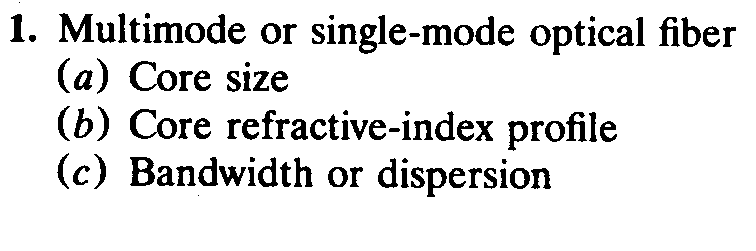 1. Multimode or single-mode optical fiber
(a) Core size
(b) Core refractive-index profile
(c) Bandwidth or dispersion